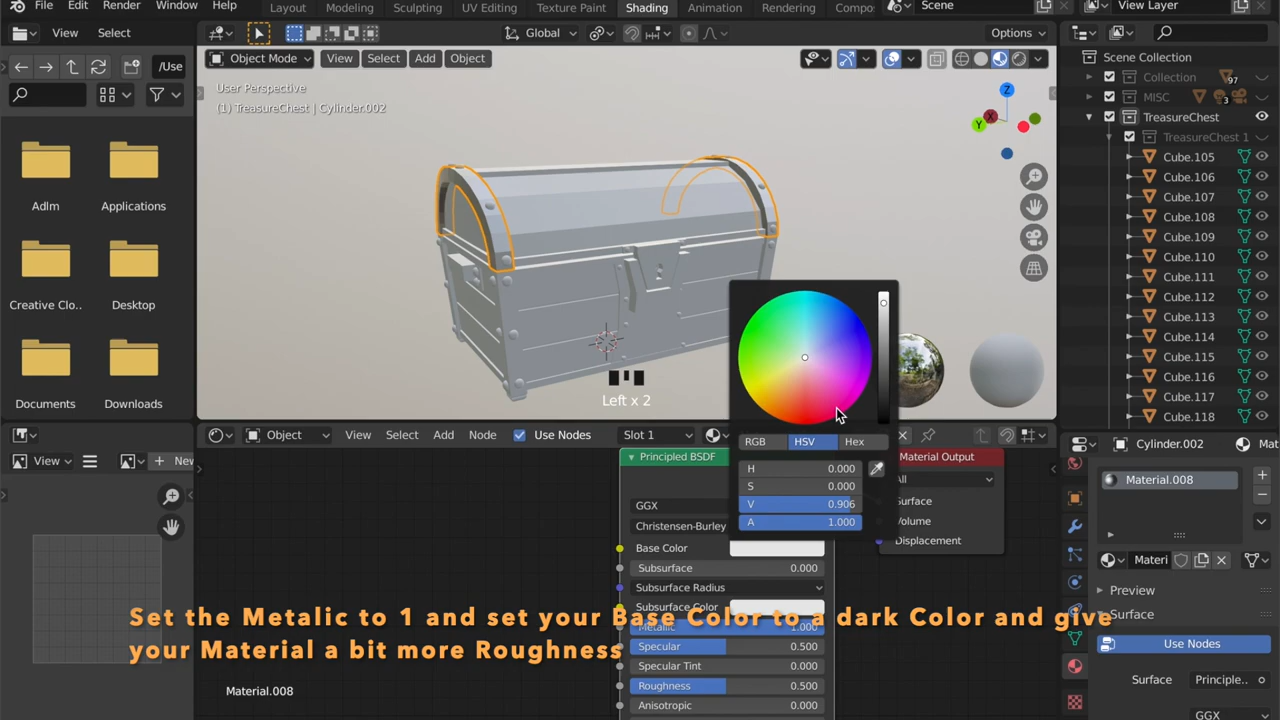 File Edit Render Window Help Layout Modeling Sculpting UV Editing Texture Paint Shading Animation Rendering Compo Scene View Layer
View Select Global Options
/Use
Object Mode View Select Add Object
User Perspective
(1) TreasureChest | Cylinder.002
Z
X
Y
Adlm Applications
Creative Clo... Desktop
Documents Downloads
Scene Collection
Collection 97
MISC 3
TreasureChest
TreasureChest 1
Cube.105
Cube.106
Cube.107
Cube.108
Cube.109
Cube.110
Cube.111
Cube.112
Cube.113
Cube.114
Cube.115
Cube.116
Cube.117
Cube.118
Left x 2
RGB HSV Hex
H 0.000
S 0.000
V 0.906
A 1.000
View New
Object View Select Add Node Use Nodes Slot 1
Principled BSDF
GGX
Christensen-Burley
Base Color
Subsurface 0.000
Subsurface Radius
Subsurface Color
Metallic 1.000
Specular 0.500
Specular Tint 0.000
Roughness 0.500
Anisotropic 0.000
Material Output
All
Surface
Volume
Displacement
Set the Metalic to 1 and set your Base Color to a dark Color and give
your Material a bit more Roughness
Material.008
Cylinder.002 Mat
Material.008
Materi
Preview
Surface
Use Nodes
Surface Principle..
GGX